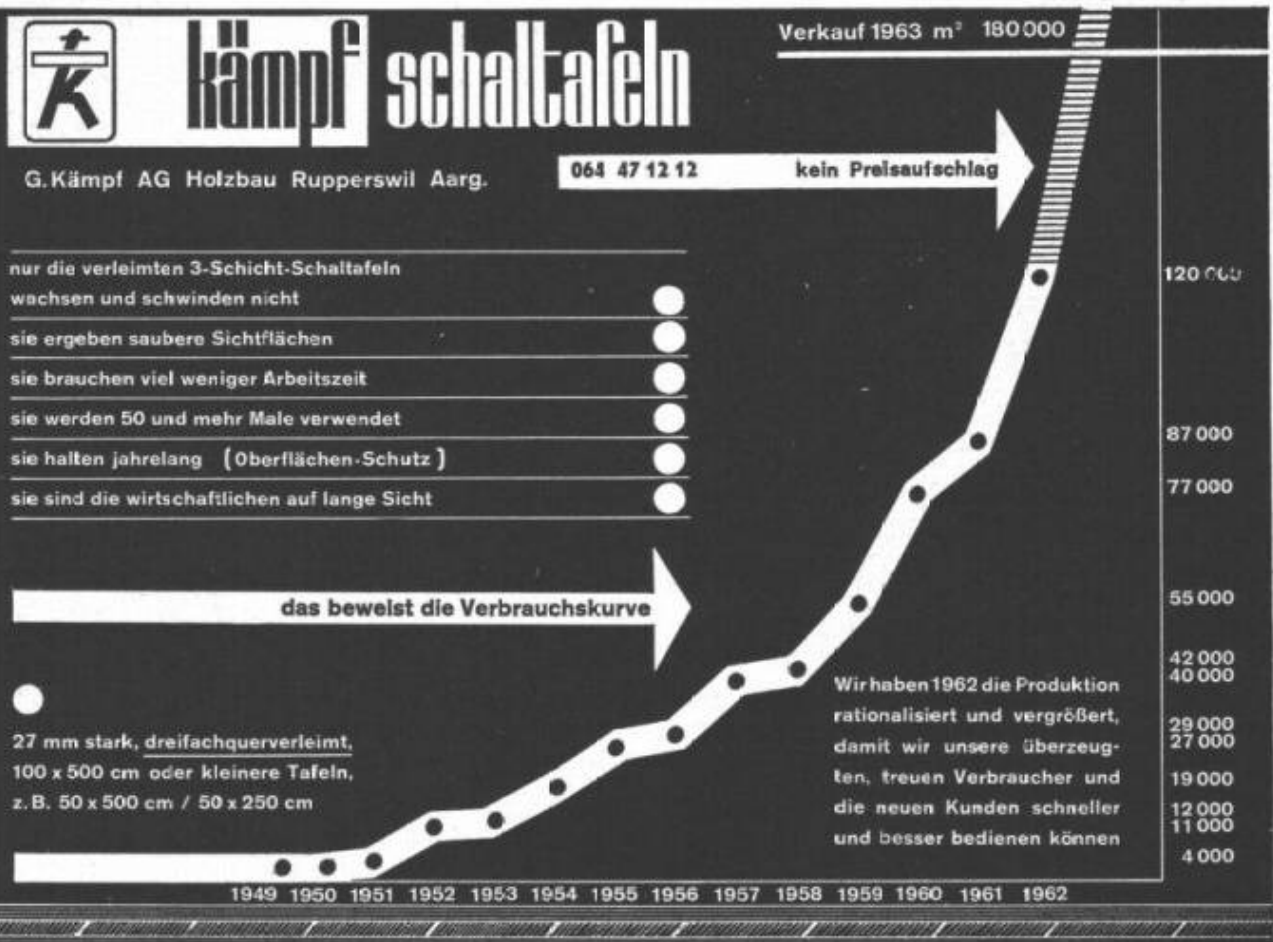 K
kämpf schaltafeln
Verkauf 1963 m² 180000
G. Kämpf AG Holzbau Rupperswil Aarg.
064 47 12 12 kein Preisaufschlag
nur die verleimten 3-Schicht-Schaltafeln
wachsen und schwinden nicht
sie ergeben saubere Sichtflächen
sie brauchen viel weniger Arbeitszeit
sie werden 50 und mehr Male verwendet
sie halten jahrelang (Oberflächen-Schutz)
sie sind die wirtschaftlichen auf lange Sicht
das beweist die Verbrauchskurve
27 mm stark, dreifachquerverleimt,
100 x 500 cm oder kleinere Tafeln,
z. B. 50 x 500 cm / 50 x 250 cm
Wir haben 1962 die Produktion
rationalisiert und vergrößert,
damit wir unsere überzeug-
ten, treuen Verbraucher und
die neuen Kunden schneller
und besser bedienen können
120 000
87 000
77 000
55 000
42 000
40 000
29 000
27 000
19 000
12 000
11 000
4 000
1949 1950 1951 1952 1953 1954 1955 1956 1957 1958 1959 1960 1961 1962